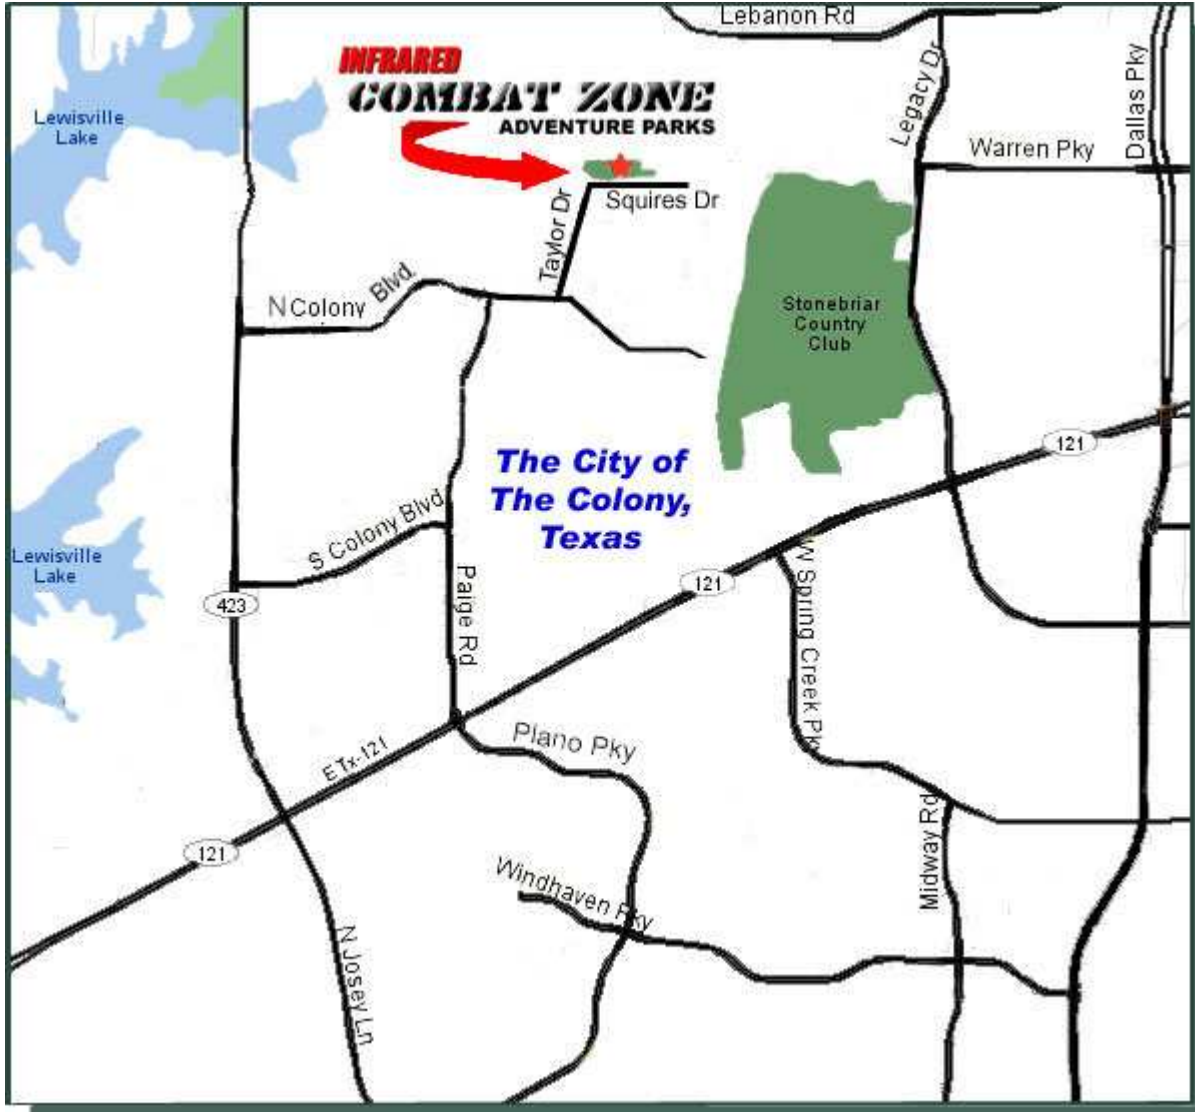 Lebanon Rd
INFRARED
COMBAT ZONE
ADVENTURE PARKS
Legacy Dr
Dallas Pky
Lewisville
Lake
Warren Pky
Squires Dr
Taylor Dr
N Colony Blvd.
Stonebriar
Country
Club
121
The City of
The Colony,
Texas
S Colony Blvd
Lewisville
Lake
423
Paige Rd
121
W Spring Creek Pky
Plano Pky
E Tx-121
121
Midway Rd
Windhaven Pky
N Josey Ln